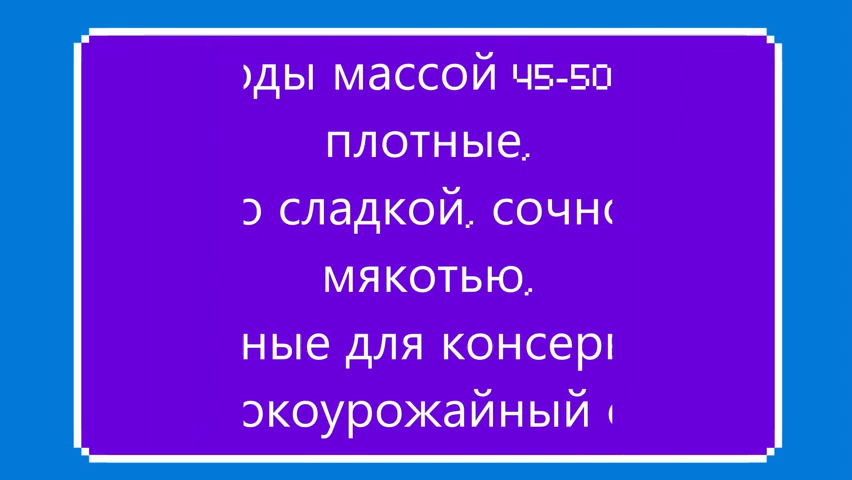 оды массой 45-50
плотные,
о сладкой, сочно
мякотью,
ные для консер
окоурожайный